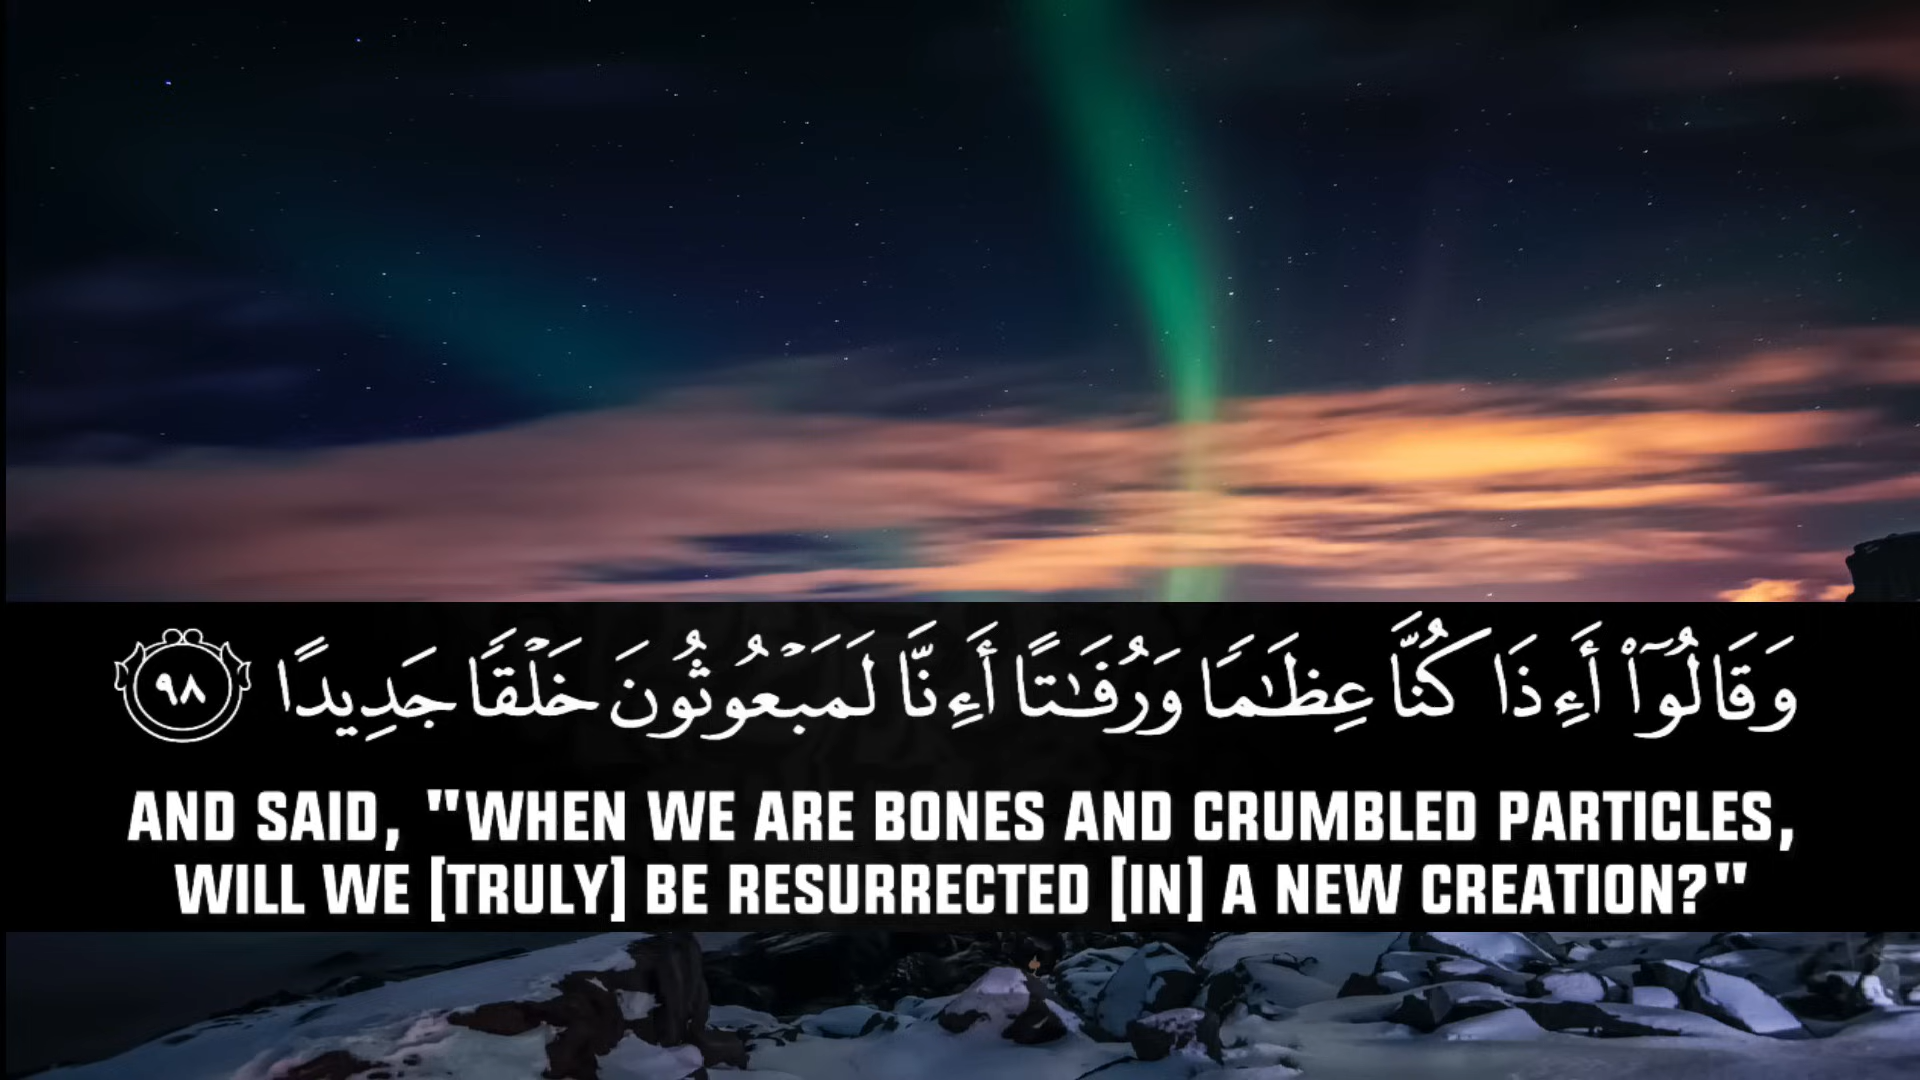 وَقَالُوٓا۟ أَءِذَا كُنَّا عِظَٰمًا وَرُفَٰتًا أَءِنَّا لَمَبْعُوثُونَ خَلْقًا جَدِيدًا ٩٨
AND SAID, "WHEN WE ARE BONES AND CRUMBLED PARTICLES,
WILL WE [TRULY] BE RESURRECTED [IN] A NEW CREATION?"